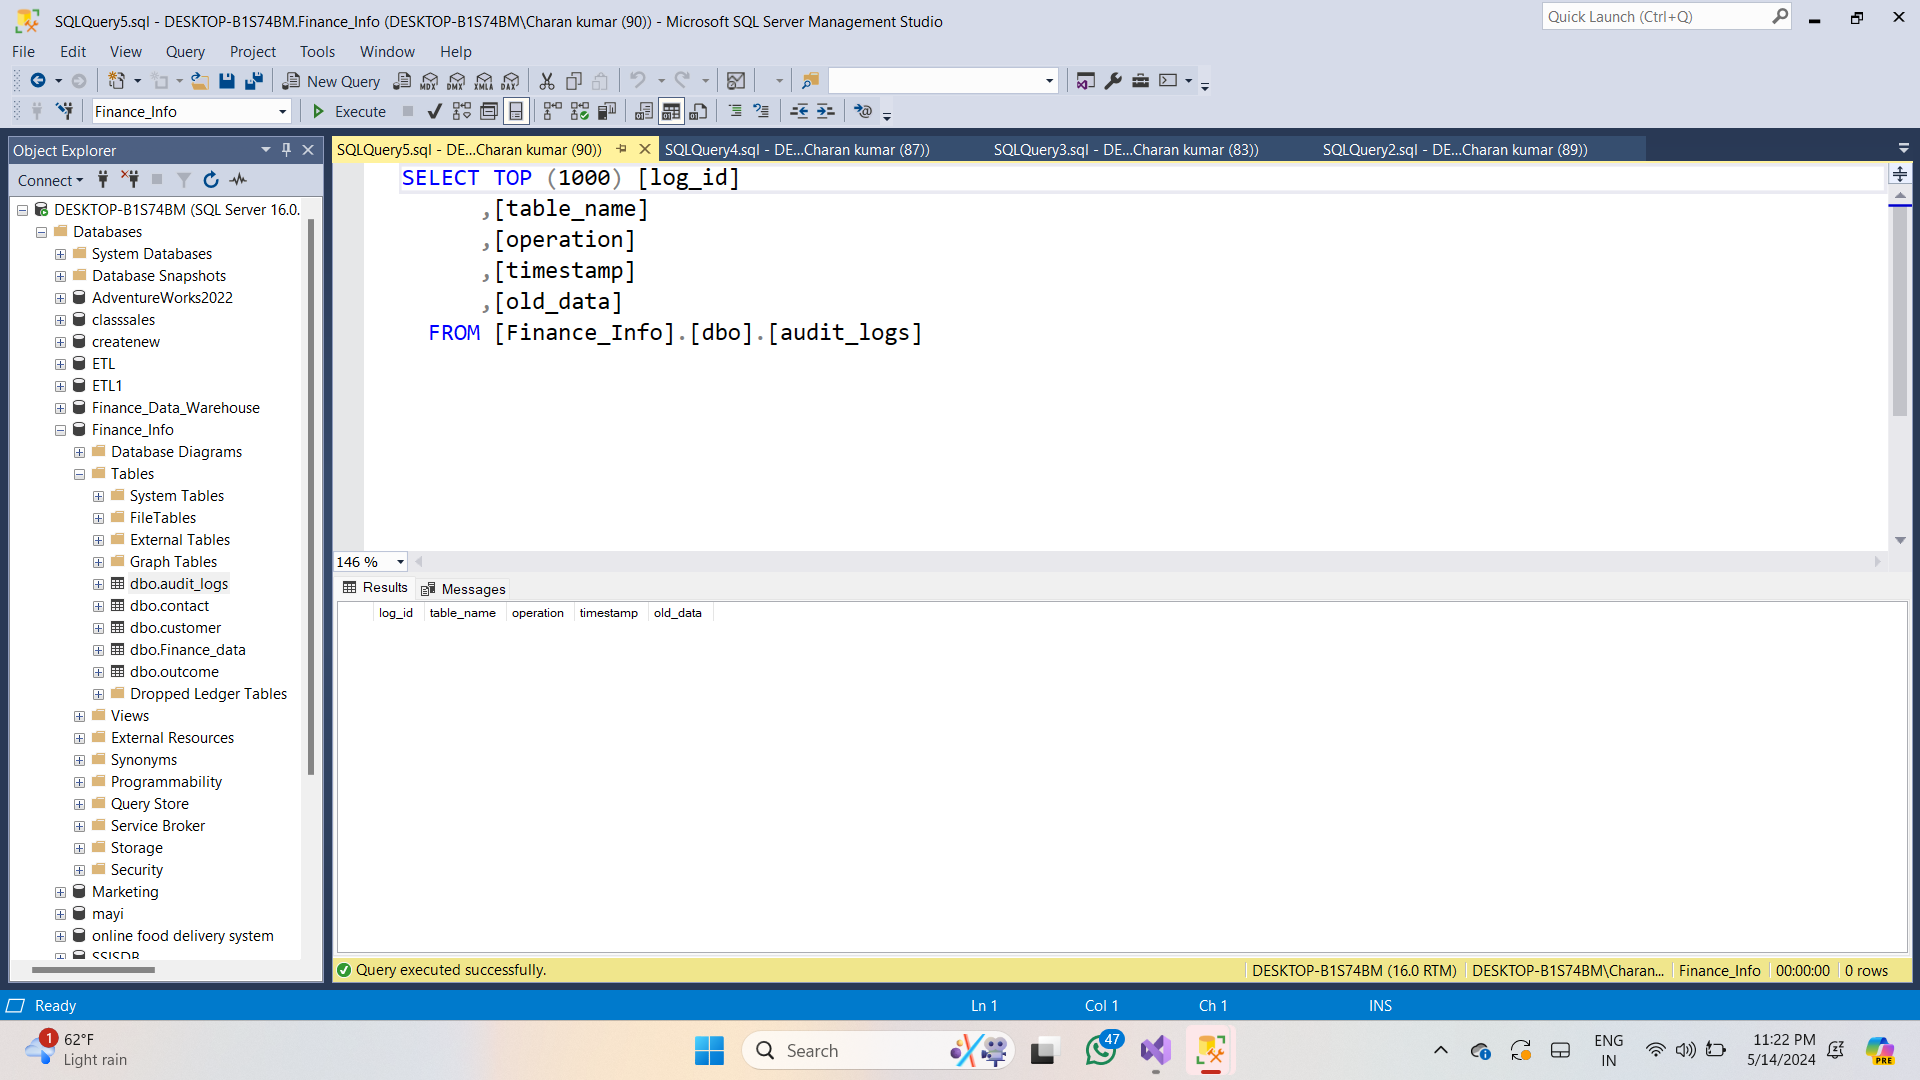 SQLQuery5.sql - DESKTOP-B1S74BM.Finance_Info (DESKTOP-B1S74BM\Charan kumar (90)) - Microsoft SQL Server Management Studio
Quick Launch (Ctrl+Q)
File Edit View Query Project Tools Window Help
New Query MDX DMX XMLA DAX
Finance_Info Execute
Object Explorer
SQLQuery5.sql - DE...Charan kumar (90)) SQLQuery4.sql - DE...Charan kumar (87)) SQLQuery3.sql - DE...Charan kumar (83)) SQLQuery2.sql - DE...Charan kumar (89))
Connect
DESKTOP-B1S74BM (SQL Server 16.0.
Databases
System Databases
Database Snapshots
AdventureWorks2022
classsales
createnew
ETL
ETL1
Finance_Data_Warehouse
Finance_Info
Database Diagrams
Tables
System Tables
FileTables
External Tables
Graph Tables
dbo.audit_logs
dbo.contact
dbo.customer
dbo.Finance_data
dbo.outcome
Dropped Ledger Tables
Views
External Resources
Synonyms
Programmability
Query Store
Service Broker
Storage
Security
Marketing
mayi
online food delivery system
SSISDB
SELECT TOP (1000) [log_id]
,[table_name]
,[operation]
,[timestamp]
,[old_data]
FROM [Finance_Info].[dbo].[audit_logs]
146 %
Results Messages
log_id table_name operation timestamp old_data
Query executed successfully. DESKTOP-B1S74BM (16.0 RTM) DESKTOP-B1S74BM\Charan... Finance_Info 00:00:00 0 rows
Ready Ln 1 Col 1 Ch 1 INS
1
62°F
Light rain
Search
47
ENG
IN
11:22 PM
5/14/2024
PRE